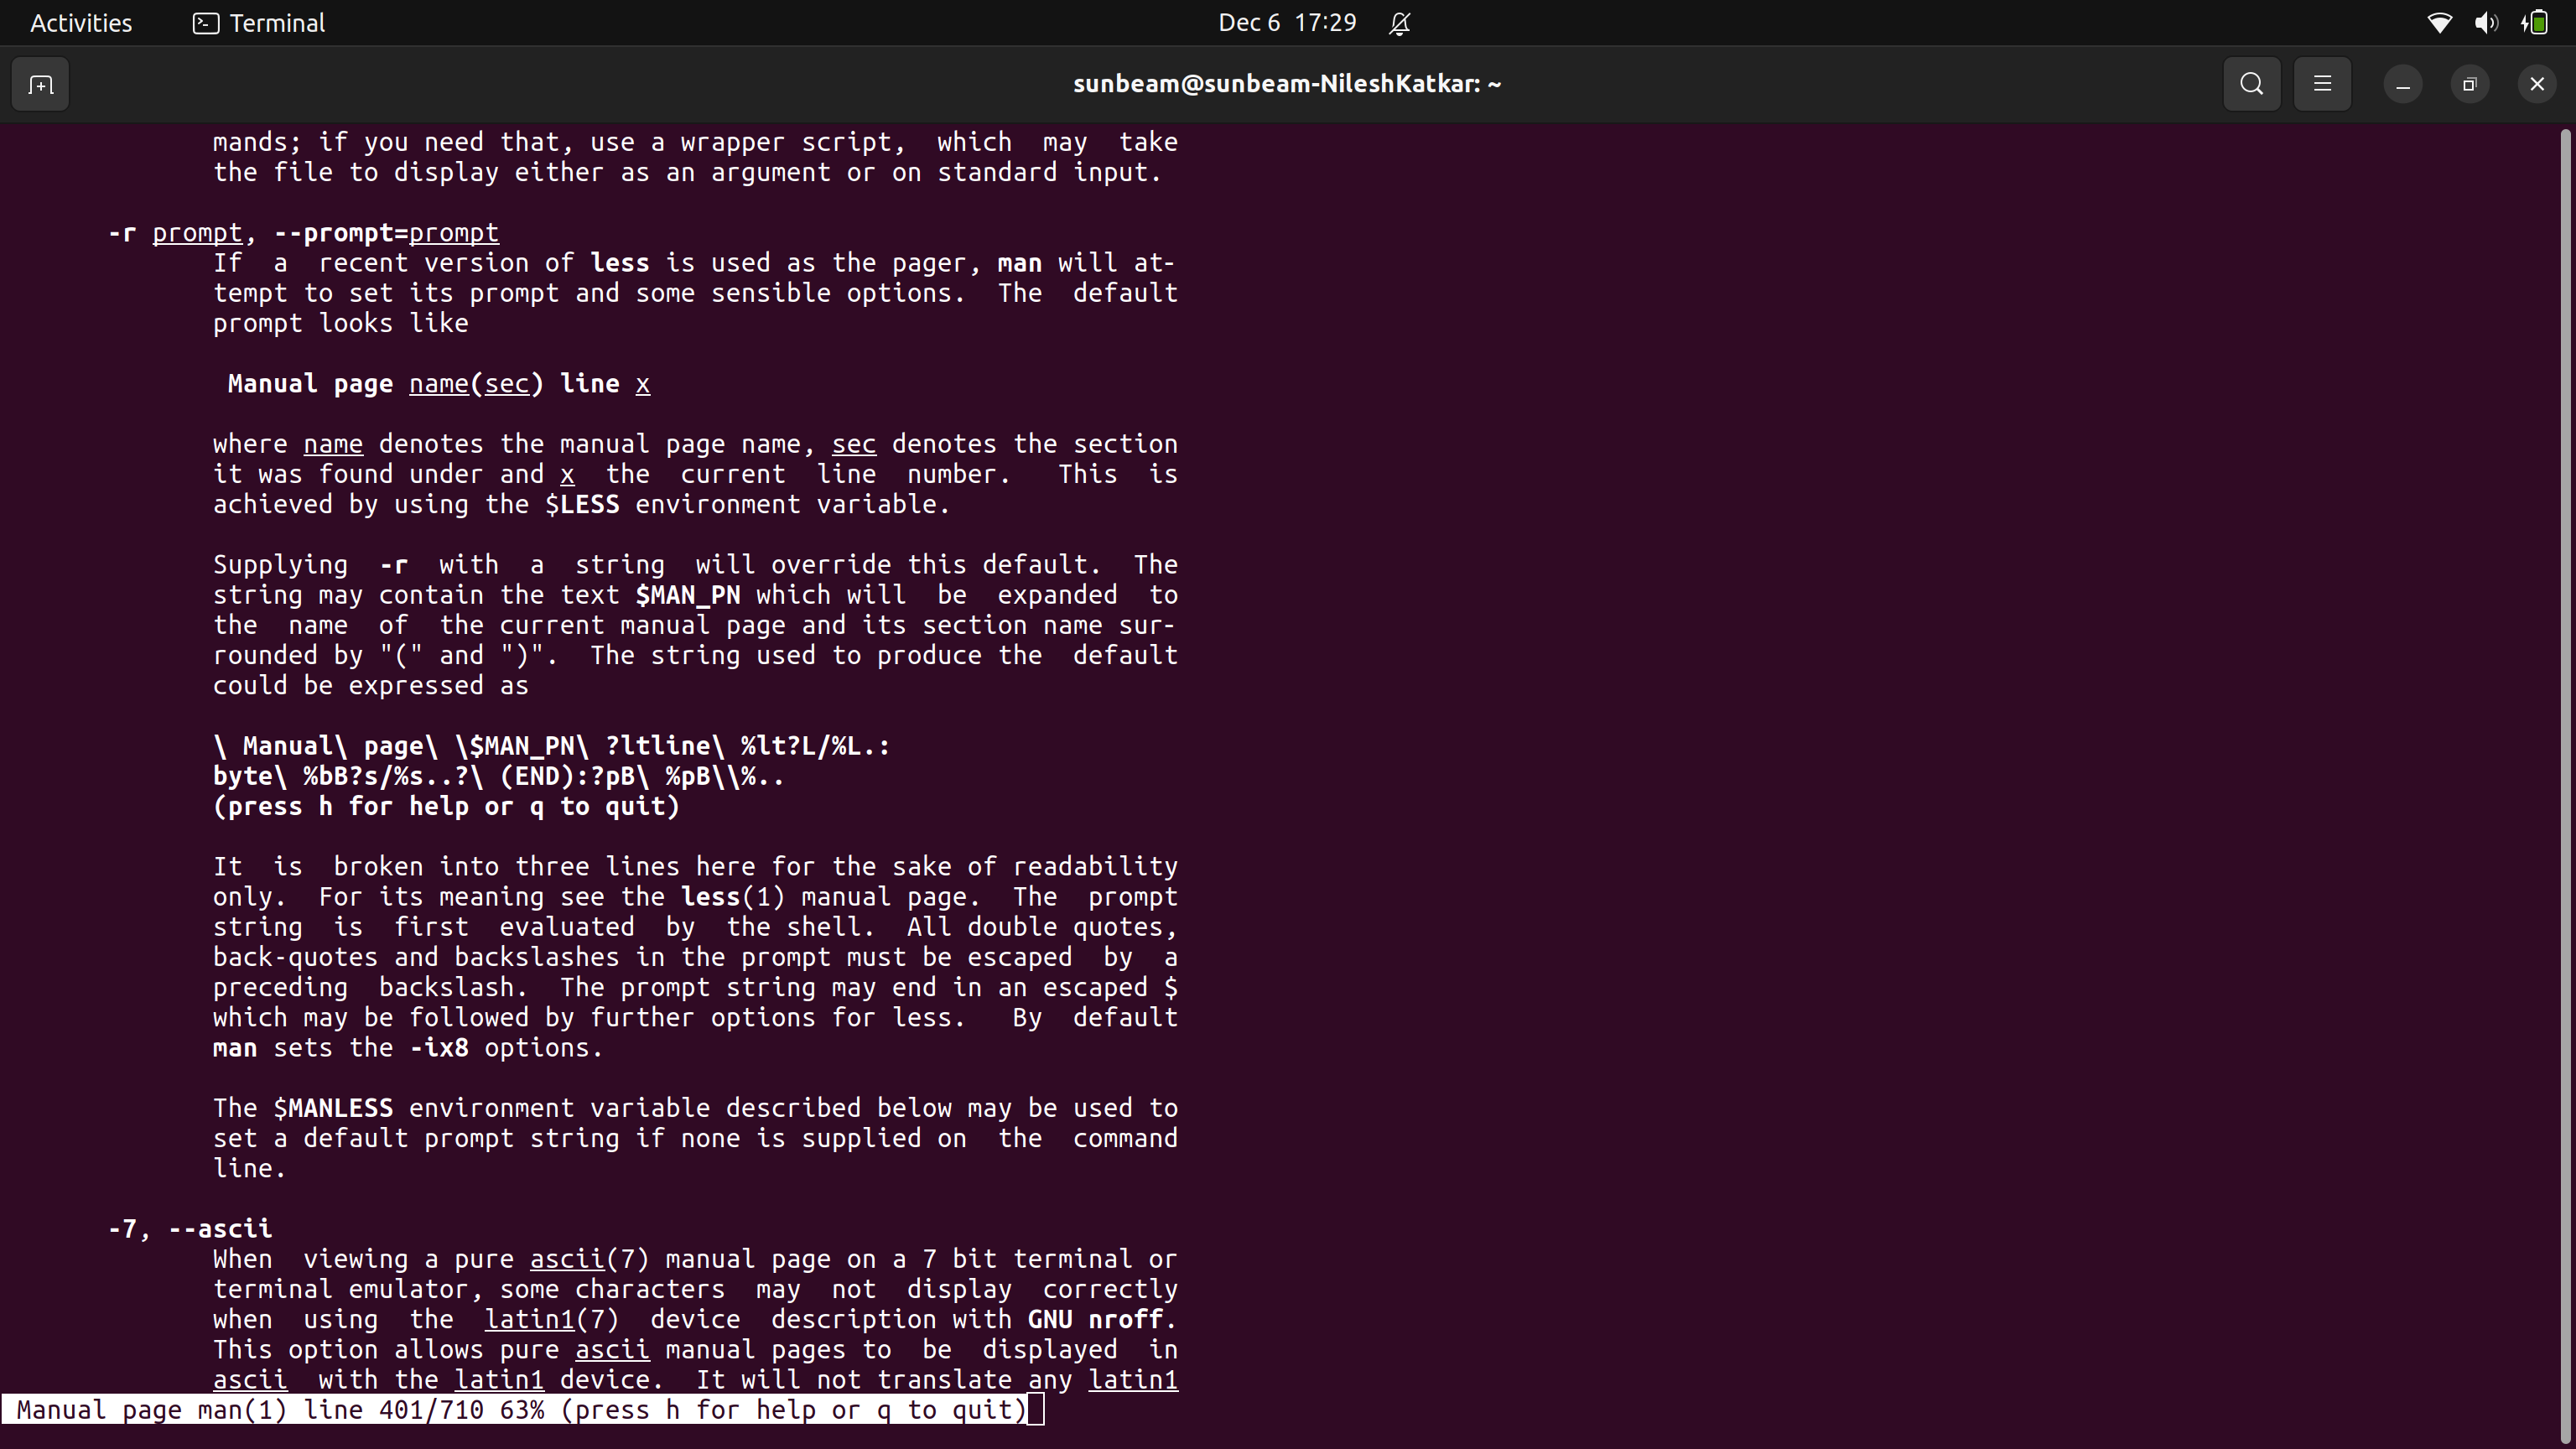 Activities
Terminal
Dec 6 17:29
sunbeam@sunbeam-NileshKatkar: ~
mands; if you need that, use a wrapper script,  which  may  take
the file to display either as an argument or on standard input.
-r prompt, --prompt=prompt
If  a  recent version of less is used as the pager, man will at-
tempt to set its prompt and some sensible options.  The  default
prompt looks like
Manual page name(sec) line x
where name denotes the manual page name, sec denotes the section
it was found under and x  the  current  line  number.   This  is
achieved by using the $LESS environment variable.
Supplying  -r  with  a  string  will override this default.  The
string may contain the text $MAN_PN which will  be  expanded  to
the  name  of  the current manual page and its section name sur-
rounded by "(" and ")".  The string used to produce the  default
could be expressed as
\ Manual\ page\ \$MAN_PN\ ?ltline\ %lt?L/%L.:
byte\ %bB?s/%s..?\ (END):?pB\ %pB\\%..
(press h for help or q to quit)
It  is  broken into three lines here for the sake of readability
only.  For its meaning see the less(1) manual page.  The  prompt
string  is  first  evaluated  by  the shell.  All double quotes,
back-quotes and backslashes in the prompt must be escaped  by  a
preceding  backslash.  The prompt string may end in an escaped $
which may be followed by further options for less.   By  default
man sets the -ix8 options.
The $MANLESS environment variable described below may be used to
set a default prompt string if none is supplied on  the  command
line.
-7, --ascii
When  viewing a pure ascii(7) manual page on a 7 bit terminal or
terminal emulator, some characters  may  not  display  correctly
when  using  the  latin1(7)  device  description with GNU nroff.
This option allows pure ascii manual pages to  be  displayed  in
ascii  with the latin1 device.  It will not translate any latin1
Manual page man(1) line 401/710 63% (press h for help or q to quit)